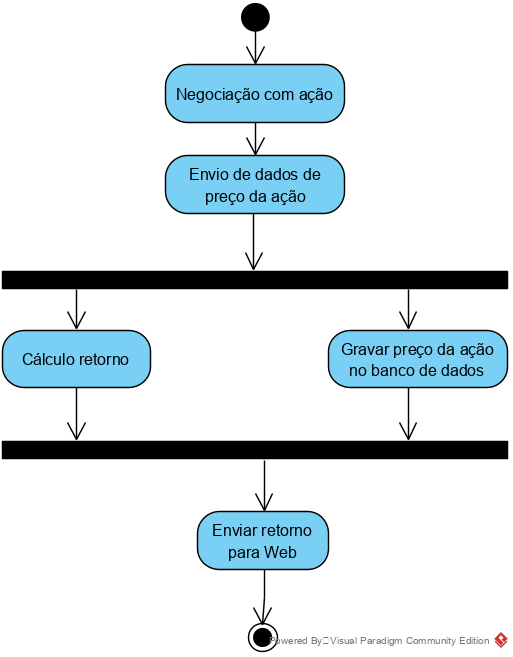 Negociação com ação
Envio de dados de
preço da ação
Cálculo retorno
Gravar preço da ação
no banco de dados
Enviar retorno
para Web
Powered By Visual Paradigm Community Edition